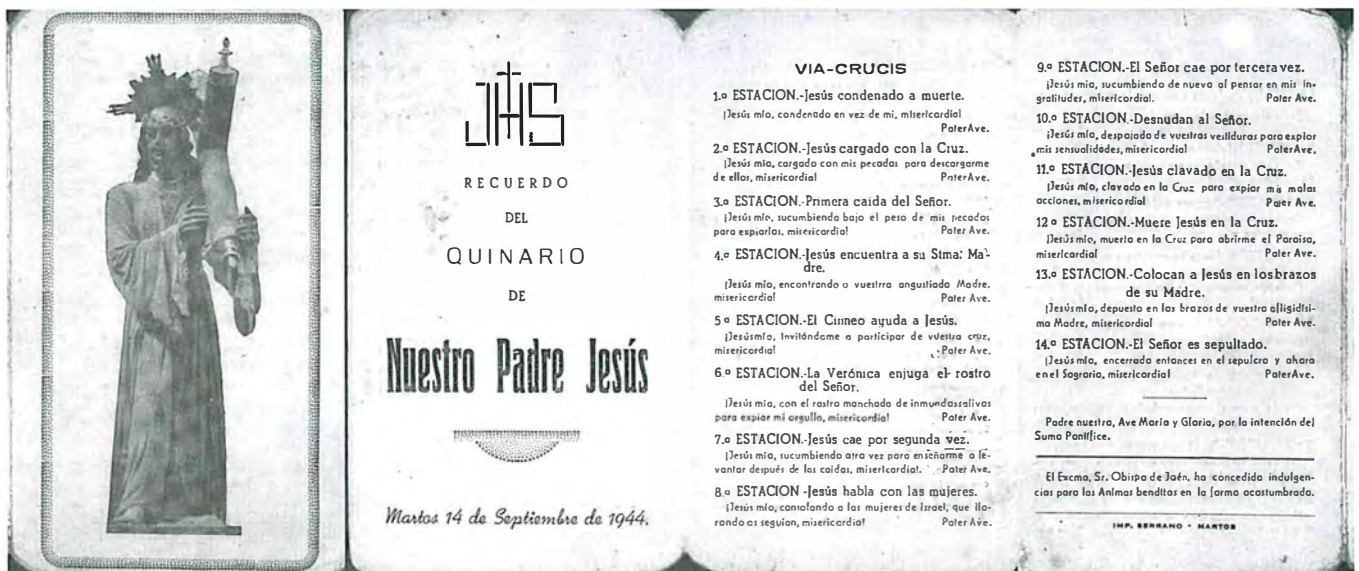 JHS
RECUERDO
DEL
QUINARIO
DE
Nuestro Padre Jesús
Martos 14 de Septiembre de 1944.
VIA-CRUCIS
1.ª ESTACION.-Jesús condenado a muerte.
¡Jesús mío, condenado en vez de mi, misericordia!
Pater Ave.
2.ª ESTACION.-Jesús cargado con la Cruz.
¡Jesús mío, cargado con mis pecados para descargarme
de ellos, misericordia! Pater Ave.
3.ª ESTACION.-Primera caida del Señor.
¡Jesús mío, sucumbiendo bajo el peso de mis pecados
para expiarlos, misericordia! Pater Ave.
4.ª ESTACION.-Jesús encuentra a su Stma. Ma-
dre.
¡Jesús mío, encontrando a vuestra angustiada Madre,
misericordia! Pater Ave.
5ª ESTACION.-El Cirineo ayuda a Jesús.
¡Jesús mío, invitándome a participar de vuestra cruz,
misericordia! Pater Ave.
6ª ESTACION.-La Verónica enjuga el rostro
del Señor.
¡Jesús mío, con el rostro manchado de inmundas salivas
para expiar mi orgullo, misericordia! Pater Ave.
7.ª ESTACION.-Jesús cae por segunda vez.
¡Jesús mío, sucumbiendo otra vez para enseñarme a le-
vantar después de las caidas, misericordia!. Pater Ave.
8.ª ESTACION -Jesús habla con las mujeres.
¡Jesús mío, consolando a las mujeres de Israel, que llo-
rando os seguian, misericordia! Pater Ave.
9.ª ESTACION.-El Señor cae por tercera vez.
¡Jesús mío, sucumbiendo de nuevo al pensar en mis in-
gratitudes, misericordia!. Pater Ave.
10.ª ESTACION.-Desnudan al Señor.
¡Jesús mío, despojado de vuestras vestiduras para expiar
mis sensualidades, misericordia! Pater Ave.
11.ª ESTACION.-Jesús clavado en la Cruz.
¡Jesús mío, clavado en la Cruz para expiar mis malas
acciones, misericordia! Pater Ave.
12ª ESTACION.-Muere Jesús en la Cruz.
¡Jesús mío, muerto en la Cruz para abrirme el Paraiso,
misericordia! Pater Ave.
13.ª ESTACION.-Colocan a Jesús en los brazos
de su Madre.
¡Jesús mío, depuesto en los brazos de vuestra afligidísi-
ma Madre, misericordia! Pater Ave.
14.ª ESTACION.-El Señor es sepultado.
¡Jesús mío, encerrado entonces en el sepulcro y ahora
en el Sagrario, misericordia! Pater Ave.
Padre nuestro, Ave María y Gloria, por la intención del
Sumo Pontífice.
El Excmo. Sr. Obispo de Jaén, ha concedido indulgen-
cias para las Animas benditas en la forma acostumbrada.
IMP. SERRANO - MARTOS